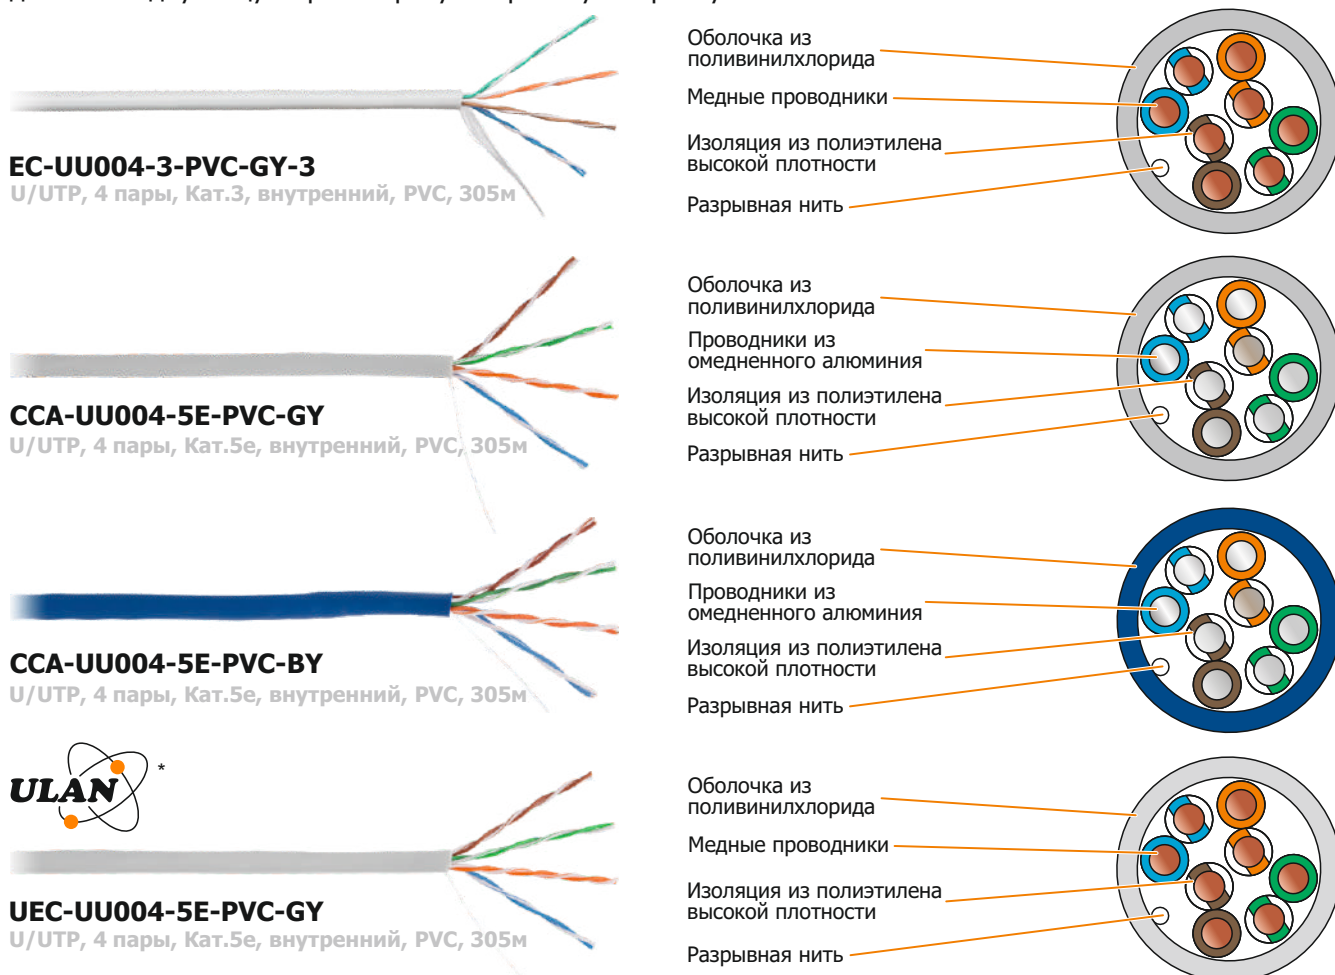 Оболочка из
поливинилхлорида
Медные проводники
Изоляция из полиэтилена
высокой плотности
Разрывная нить
EC-UU004-3-PVC-GY-3
U/UTP, 4 пары, Кат.3, внутренний, PVC, 305м
Оболочка из
поливинилхлорида
Проводники из
омедненного алюминия
Изоляция из полиэтилена
высокой плотности
Разрывная нить
CCA-UU004-5E-PVC-GY
U/UTP, 4 пары, Кат.5е, внутренний, PVC, 305м
Оболочка из
поливинилхлорида
Проводники из
омедненного алюминия
Изоляция из полиэтилена
высокой плотности
Разрывная нить
CCA-UU004-5E-PVC-BY
U/UTP, 4 пары, Кат.5е, внутренний, PVC, 305м
ULAN *
Оболочка из
поливинилхлорида
Медные проводники
Изоляция из полиэтилена
высокой плотности
Разрывная нить
UEC-UU004-5E-PVC-GY
U/UTP, 4 пары, Кат.5е, внутренний, PVC, 305м